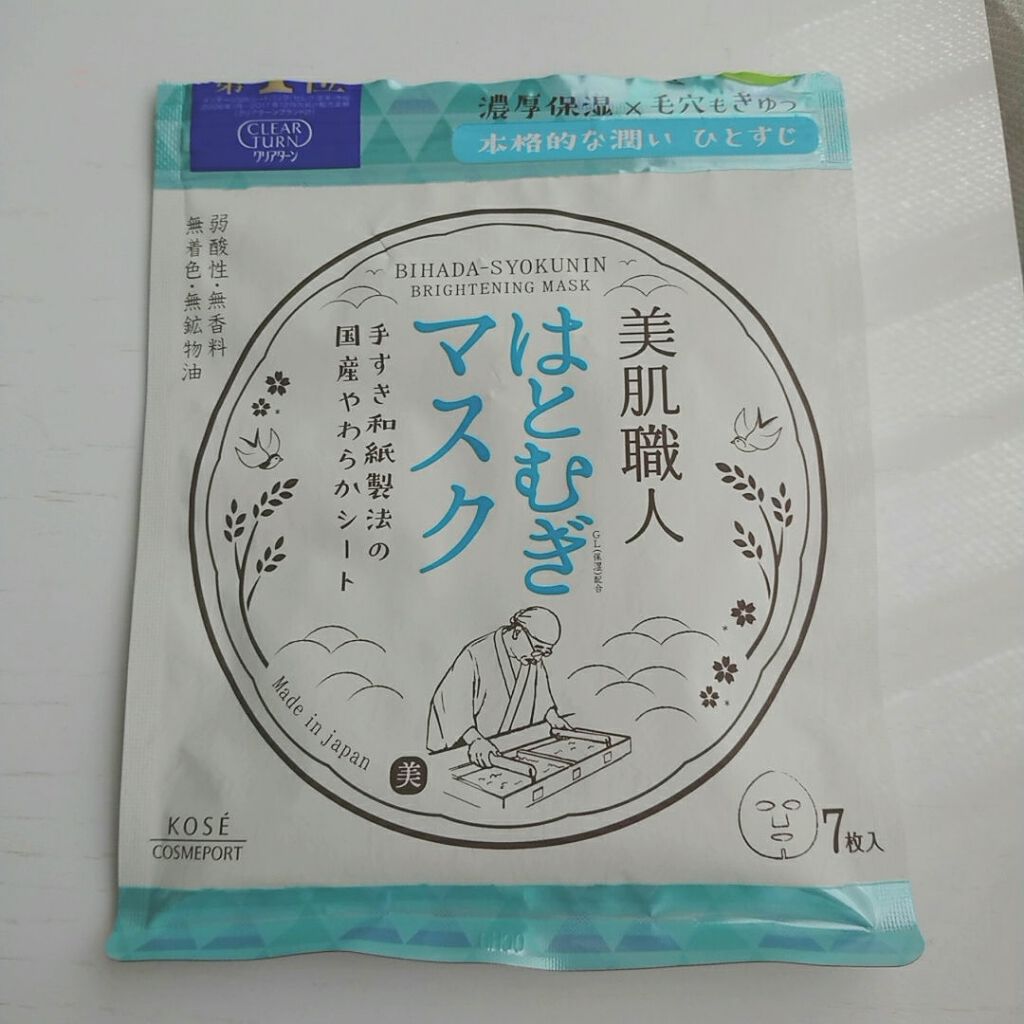 第1位
CLEAR
TURN
クリアターン
濃厚保湿×毛穴もきゅっ
本格的な潤い ひとすじ
弱酸性・無香料
無着色・無鉱物油
BIHADA-SYOKUNIN
BRIGHTENING MASK
美肌職人
はとむぎ
マスク
GL(保湿)配合
手すき和紙製法の
国産やわらかシート
Made in japan
美
KOSÉ
COSMEPORT
7枚入